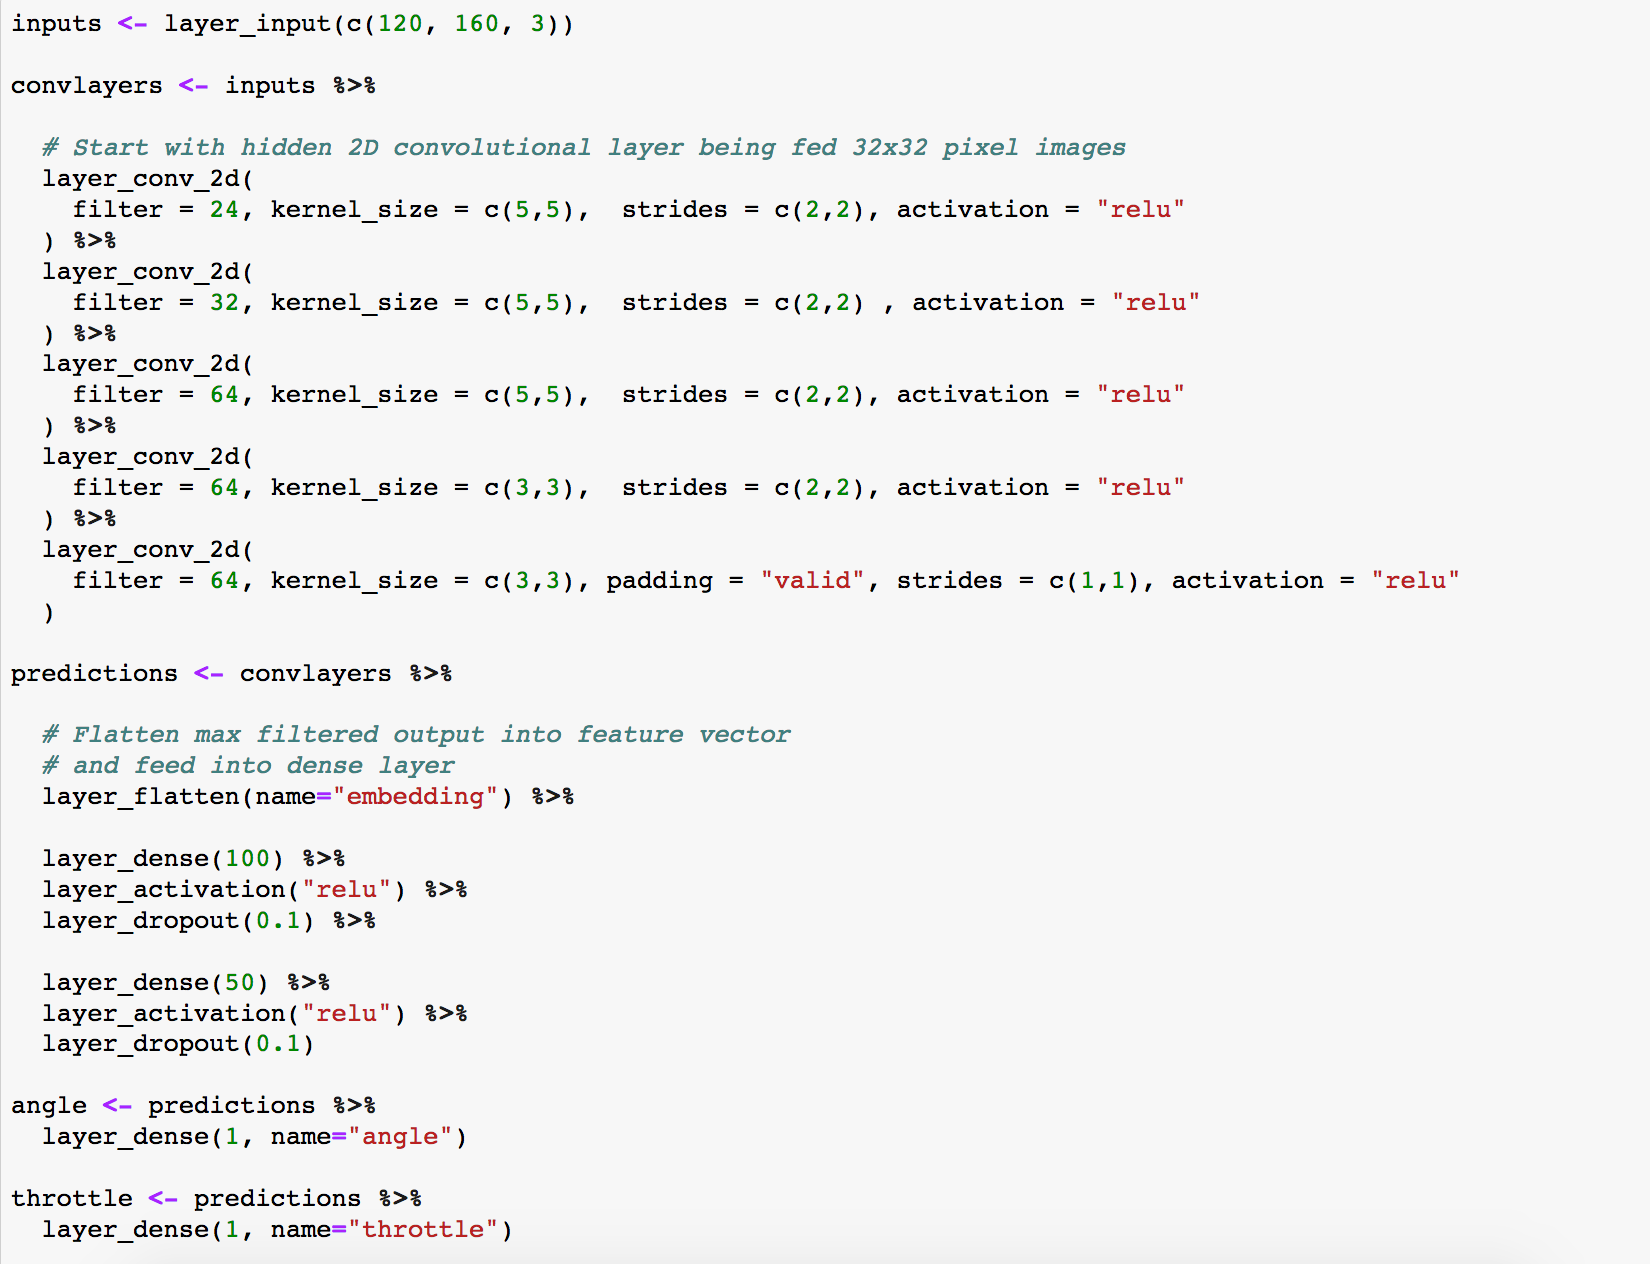 inputs <- layer_input(c(120, 160, 3))

convlayers <- inputs %>%

  # Start with hidden 2D convolutional layer being fed 32x32 pixel images
  layer_conv_2d(
    filter = 24, kernel_size = c(5,5),  strides = c(2,2), activation = "relu"
  ) %>%
  layer_conv_2d(
    filter = 32, kernel_size = c(5,5),  strides = c(2,2) , activation = "relu"
  ) %>%
  layer_conv_2d(
    filter = 64, kernel_size = c(5,5),  strides = c(2,2), activation = "relu"
  ) %>%
  layer_conv_2d(
    filter = 64, kernel_size = c(3,3),  strides = c(2,2), activation = "relu"
  ) %>%
  layer_conv_2d(
    filter = 64, kernel_size = c(3,3), padding = "valid", strides = c(1,1), activation = "relu"
  )

predictions <- convlayers %>%

  # Flatten max filtered output into feature vector
  # and feed into dense layer
  layer_flatten(name="embedding") %>%

  layer_dense(100) %>%
  layer_activation("relu") %>%
  layer_dropout(0.1) %>%

  layer_dense(50) %>%
  layer_activation("relu") %>%
  layer_dropout(0.1)

angle <- predictions %>%
  layer_dense(1, name="angle")

throttle <- predictions %>%
  layer_dense(1, name="throttle")